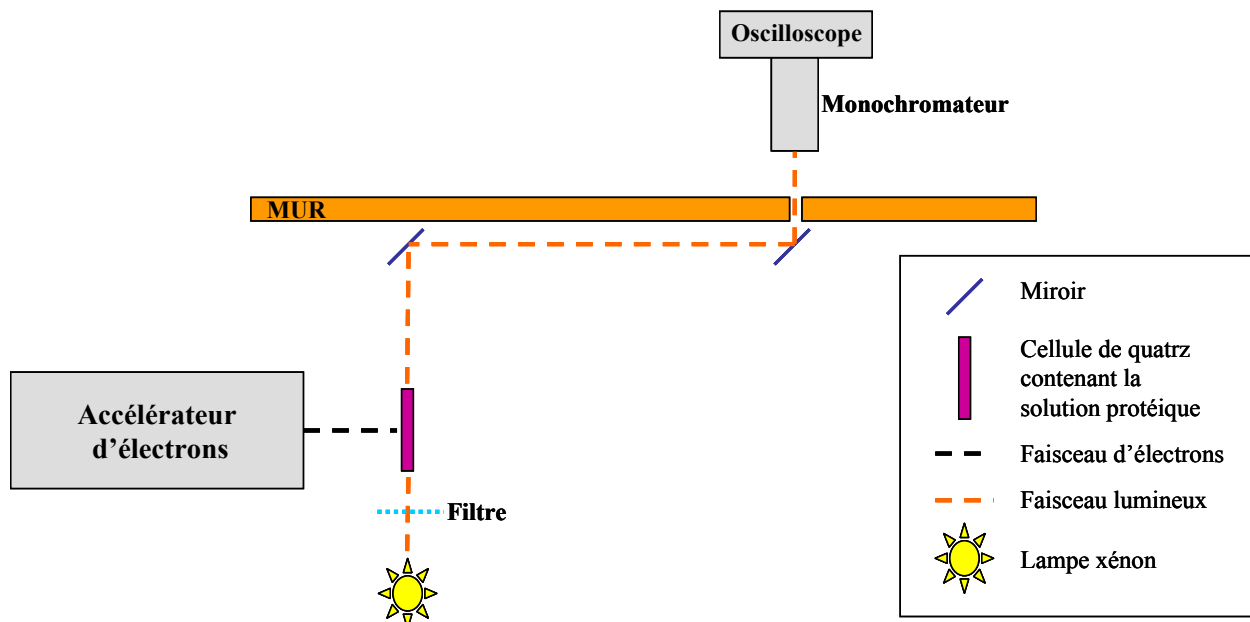 Oscilloscope
Monochromateur
MUR
Accélérateur
d'électrons
Filtre
Miroir
Cellule de quatrz
contenant la
solution protéique
Faisceau d'électrons
Faisceau lumineux
Lampe xénon